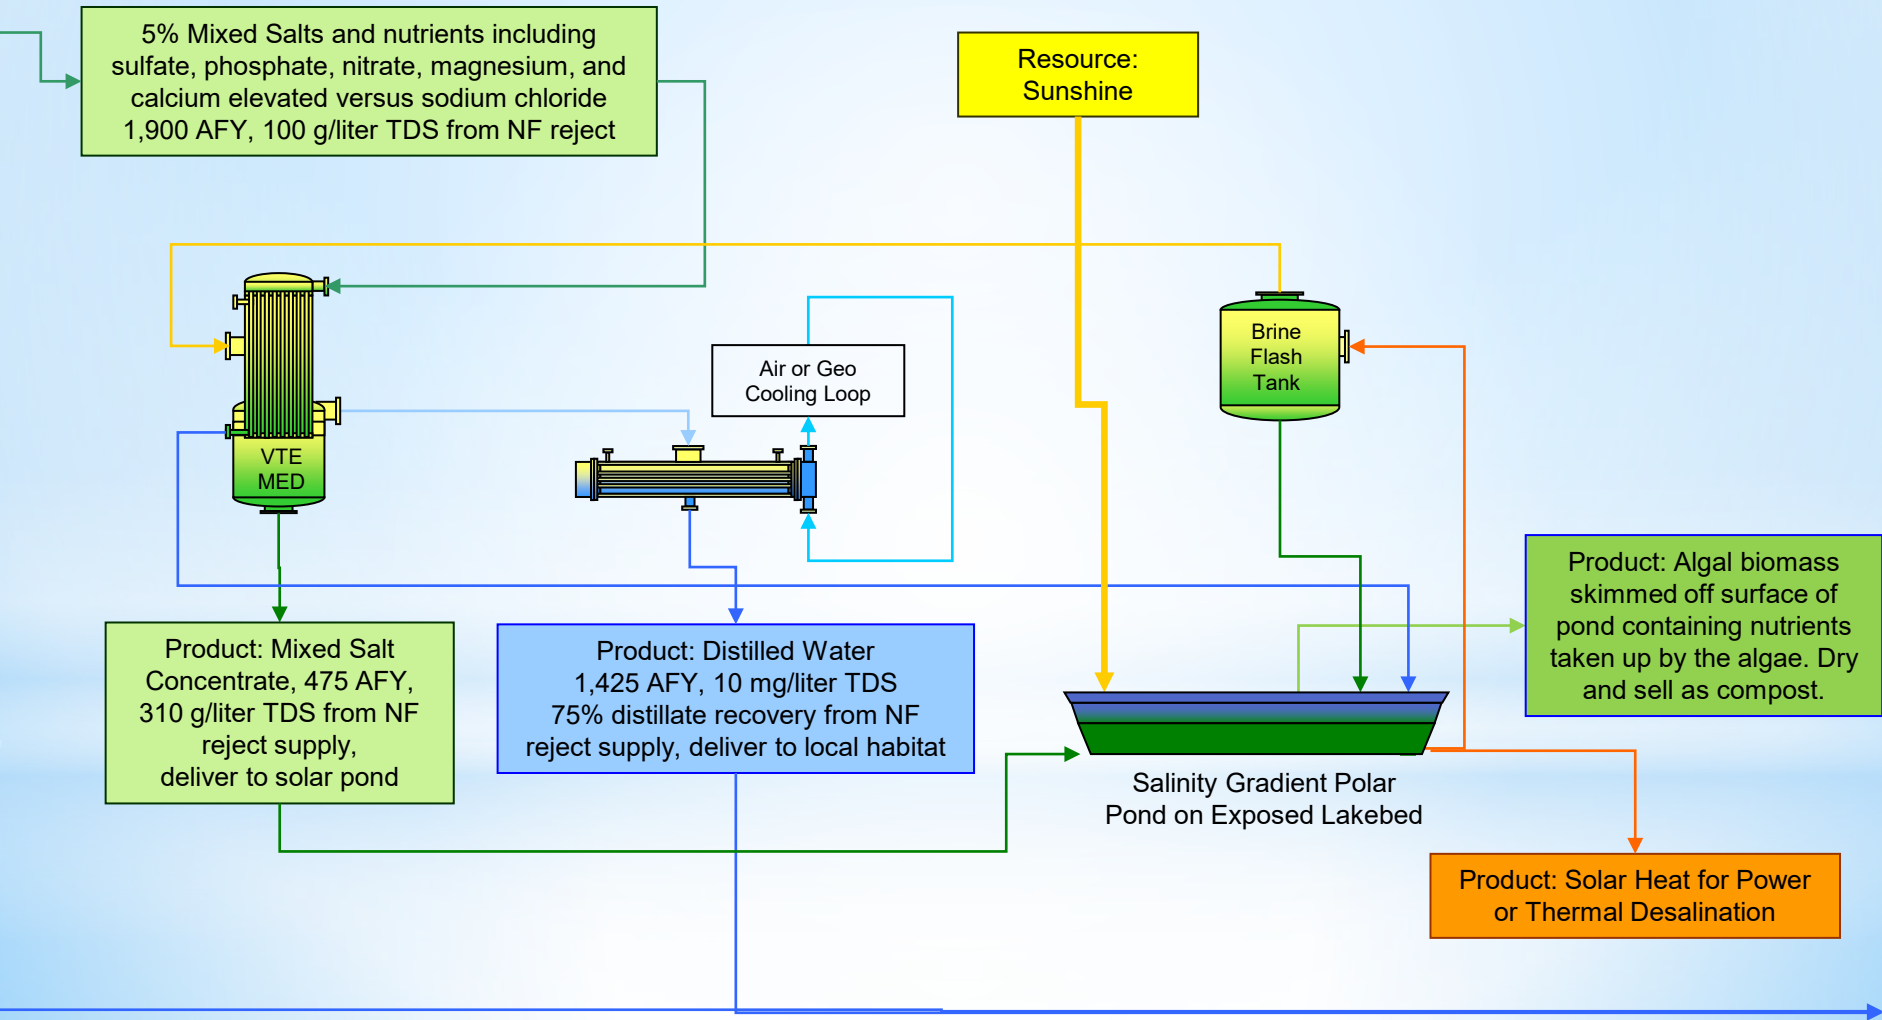 5% Mixed Salts and nutrients including
sulfate, phosphate, nitrate, magnesium, and
calcium elevated versus sodium chloride
1,900 AFY, 100 g/liter TDS from NF reject
Resource:
Sunshine
Brine
Flash
Tank
Air or Geo
Cooling Loop
VTE
MED
Product: Algal biomass
skimmed off surface of
pond containing nutrients
taken up by the algae. Dry
and sell as compost.
Product: Mixed Salt
Concentrate, 475 AFY,
310 g/liter TDS from NF
reject supply,
deliver to solar pond
Product: Distilled Water
1,425 AFY, 10 mg/liter TDS
75% distillate recovery from NF
reject supply, deliver to local habitat
Salinity Gradient Polar
Pond on Exposed Lakebed
Product: Solar Heat for Power
or Thermal Desalination